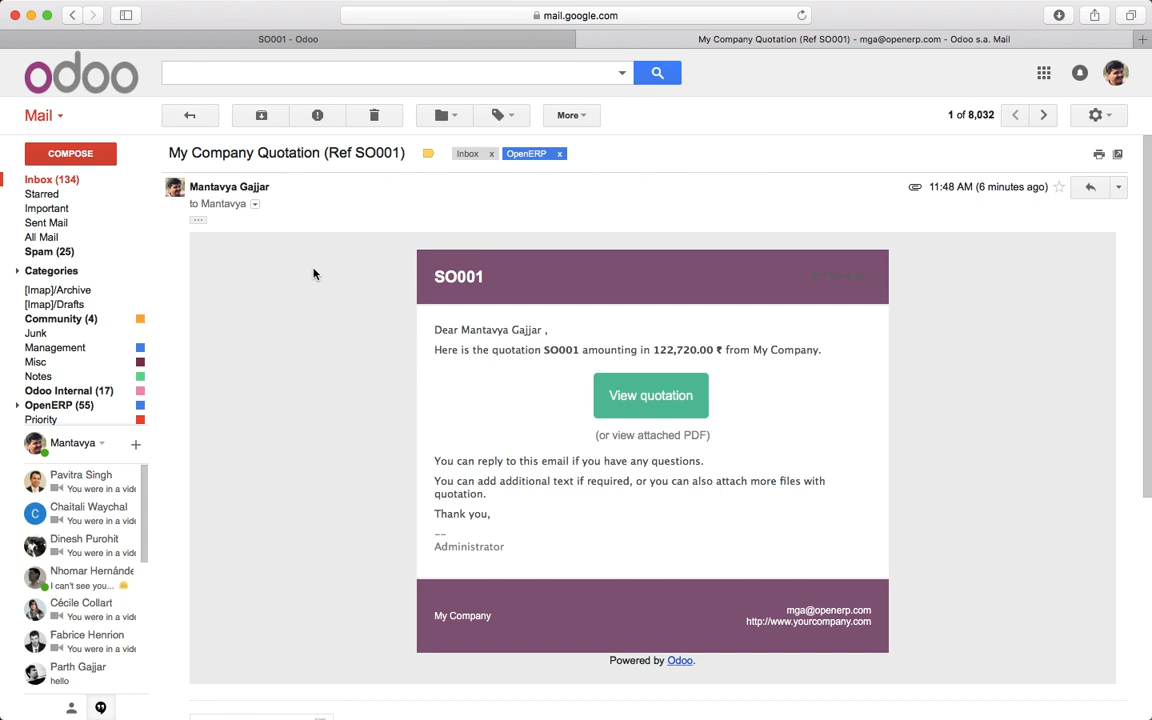 mail.google.com
SO001 - Odoo
My Company Quotation (Ref SO001) - mga@openerp.com - Odoo s.a. Mail
odoo
Mail
More
1 of 8,032
COMPOSE
My Company Quotation (Ref SO001)
Inbox x
OpenERP x
Inbox (134)
Starred
Important
Sent Mail
All Mail
Spam (25)
Categories
[Imap]/Archive
[Imap]/Drafts
Community (4)
Junk
Management
Misc
Notes
Odoo Internal (17)
OpenERP (55)
Priority
Mantavya
Pavitra Singh
You were in a vide
Chaitali Waychal
You were in a vide
Dinesh Purohit
You were in a vide
Nhomar Hernánde
I can't see you...
Cécile Collart
You were in a vide
Fabrice Henrion
You were in a vide
Parth Gajjar
hello
Mantavya Gajjar
11:48 AM (6 minutes ago)
to Mantavya
SO001
Dear Mantavya Gajjar ,
Here is the quotation SO001 amounting in 122,720.00 ₹ from My Company.
View quotation
(or view attached PDF)
You can reply to this email if you have any questions.
You can add additional text if required, or you can also attach more files with
quotation.
Thank you,
--
Administrator
My Company
mga@openerp.com
http://www.yourcompany.com
Powered by Odoo.